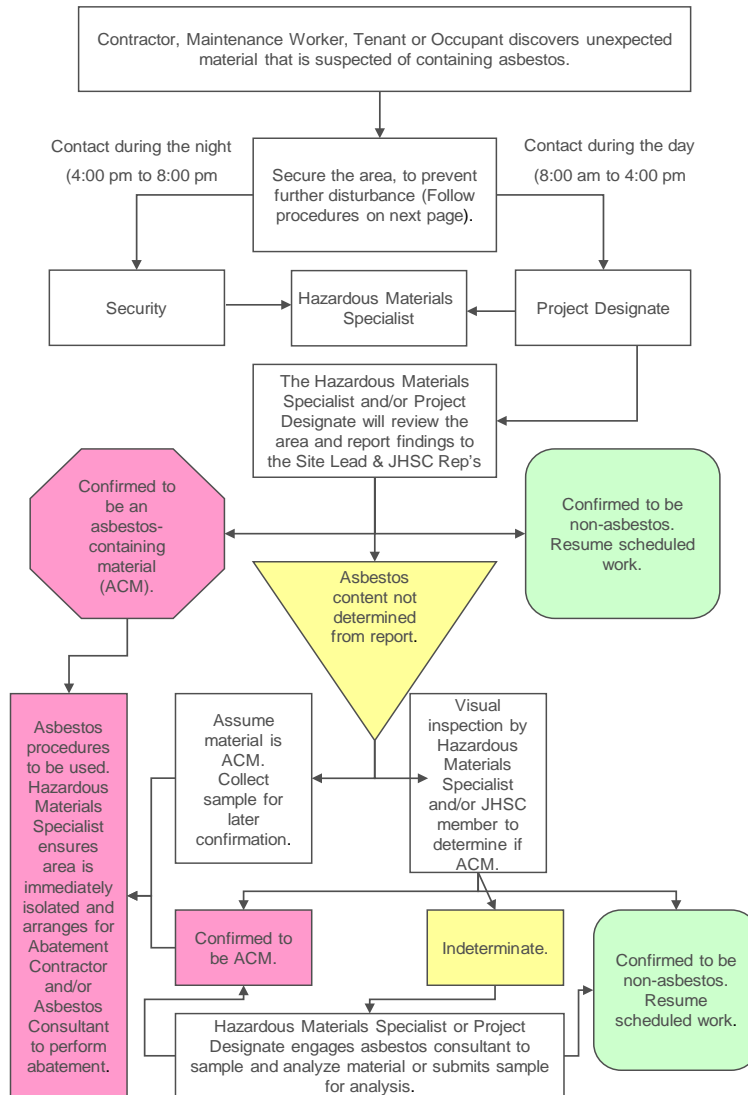 Contractor, Maintenance Worker, Tenant or Occupant discovers unexpected
material that is suspected of containing asbestos.
Contact during the night
(4:00 pm to 8:00 pm
Contact during the day
(8:00 am to 4:00 pm
Secure the area, to prevent
further disturbance (Follow
procedures on next page).
Security
Hazardous Materials
Specialist
Project Designate
The Hazardous Materials
Specialist and/or Project
Designate will review the
area and report findings to
the Site Lead & JHSC Rep's
Confirmed to
be an
asbestos-
containing
material
(ACM).
Confirmed to be
non-asbestos.
Resume scheduled
work.
Asbestos
content not
determined
from report.
Asbestos
procedures
to be used.
Hazardous
Materials
Specialist
ensures
area is
immediately
isolated and
arranges for
Abatement
Contractor
and/or
Asbestos
Consultant
to perform
abatement.
Assume
material is
ACM.
Collect
sample for
later
confirmation.
Visual
inspection by
Hazardous
Materials
Specialist
and/or JHSC
member to
determine if
ACM.
Confirmed to
be ACM.
Indeterminate.
Confirmed to be
non-asbestos.
Resume
scheduled work.
Hazardous Materials Specialist or Project
Designate engages asbestos consultant to
sample and analyze material or submits sample
for analysis.